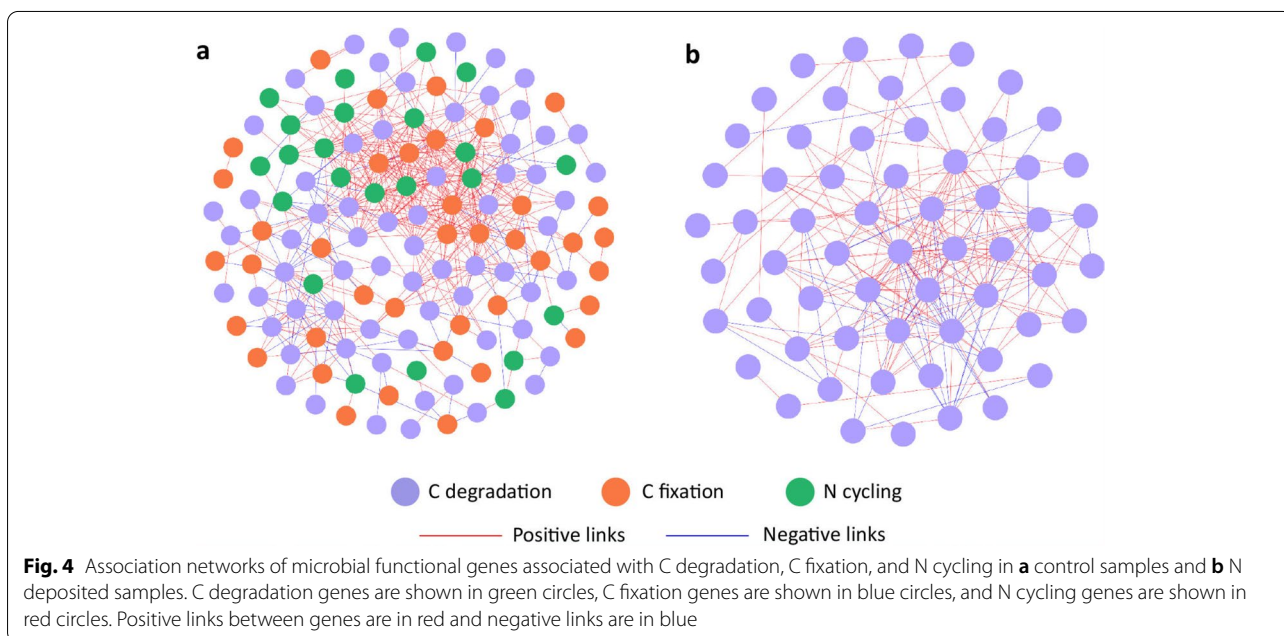 a
b
C degradation
C fixation
N cycling
Positive links
Negative links
Fig. 4 Association networks of microbial functional genes associated with C degradation, C fixation, and N cycling in a control samples and b N
deposited samples. C degradation genes are shown in green circles, C fixation genes are shown in blue circles, and N cycling genes are shown in
red circles. Positive links between genes are in red and negative links are in blue